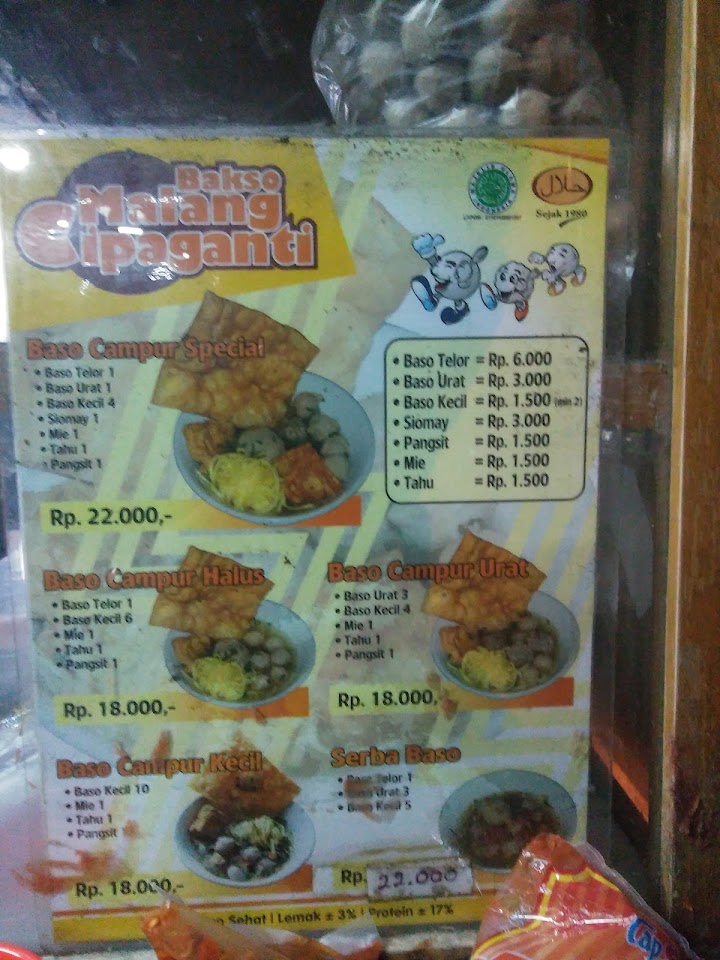 Bakso
Malang
Cipaganti
حلال
Sejak 1980
Baso Campur Special
• Baso Telor 1
• Baso Urat 1
• Baso Kecil 4
• Siomay 1
• Mie 1
• Tahu 1
• Pangsit 1
Rp. 22.000,-
• Baso Telor = Rp. 6.000
• Baso Urat = Rp. 3.000
• Baso Kecil = Rp. 1.500 (min 2)
• Siomay = Rp. 3.000
• Pangsit = Rp. 1.500
• Mie = Rp. 1.500
• Tahu = Rp. 1.500
Baso Campur Halus
• Baso Telor 1
• Baso Kecil 6
• Mie 1
• Tahu 1
• Pangsit 1
Rp. 18.000,-
Baso Campur Urat
• Baso Urat 3
• Baso Kecil 4
• Mie 1
• Tahu 1
• Pangsit 1
Rp. 18.000,
Baso Campur Kecil
• Baso Kecil 10
• Mie 1
• Tahu 1
• Pangsit
Rp. 18.000,-
Serba Baso
• Baso Telor 1
• Baso Urat 3
• Baso Kecil 5
Rp. 22.000
Sehat | Lemak ± 3% | Protein ± 17%
Cap